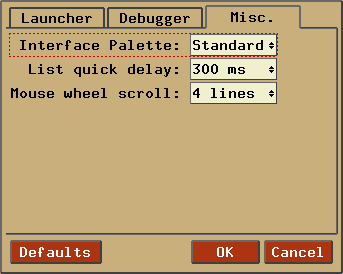 Launcher Debugger Misc.
Interface Palette: Standard
List quick delay: 300 ms
Mouse wheel scroll: 4 lines
Defaults OK Cancel